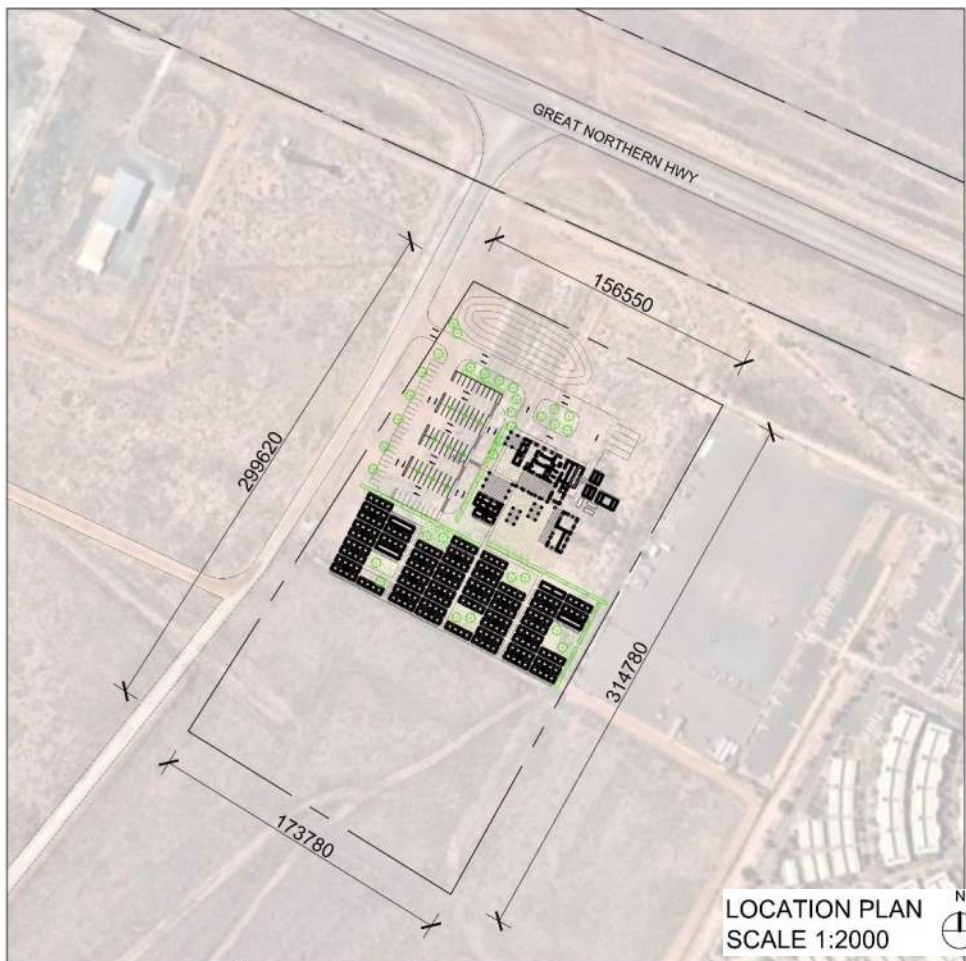 GREAT NORTHERN HWY
156550
299620
314780
173780
LOCATION PLAN
SCALE 1:2000
N